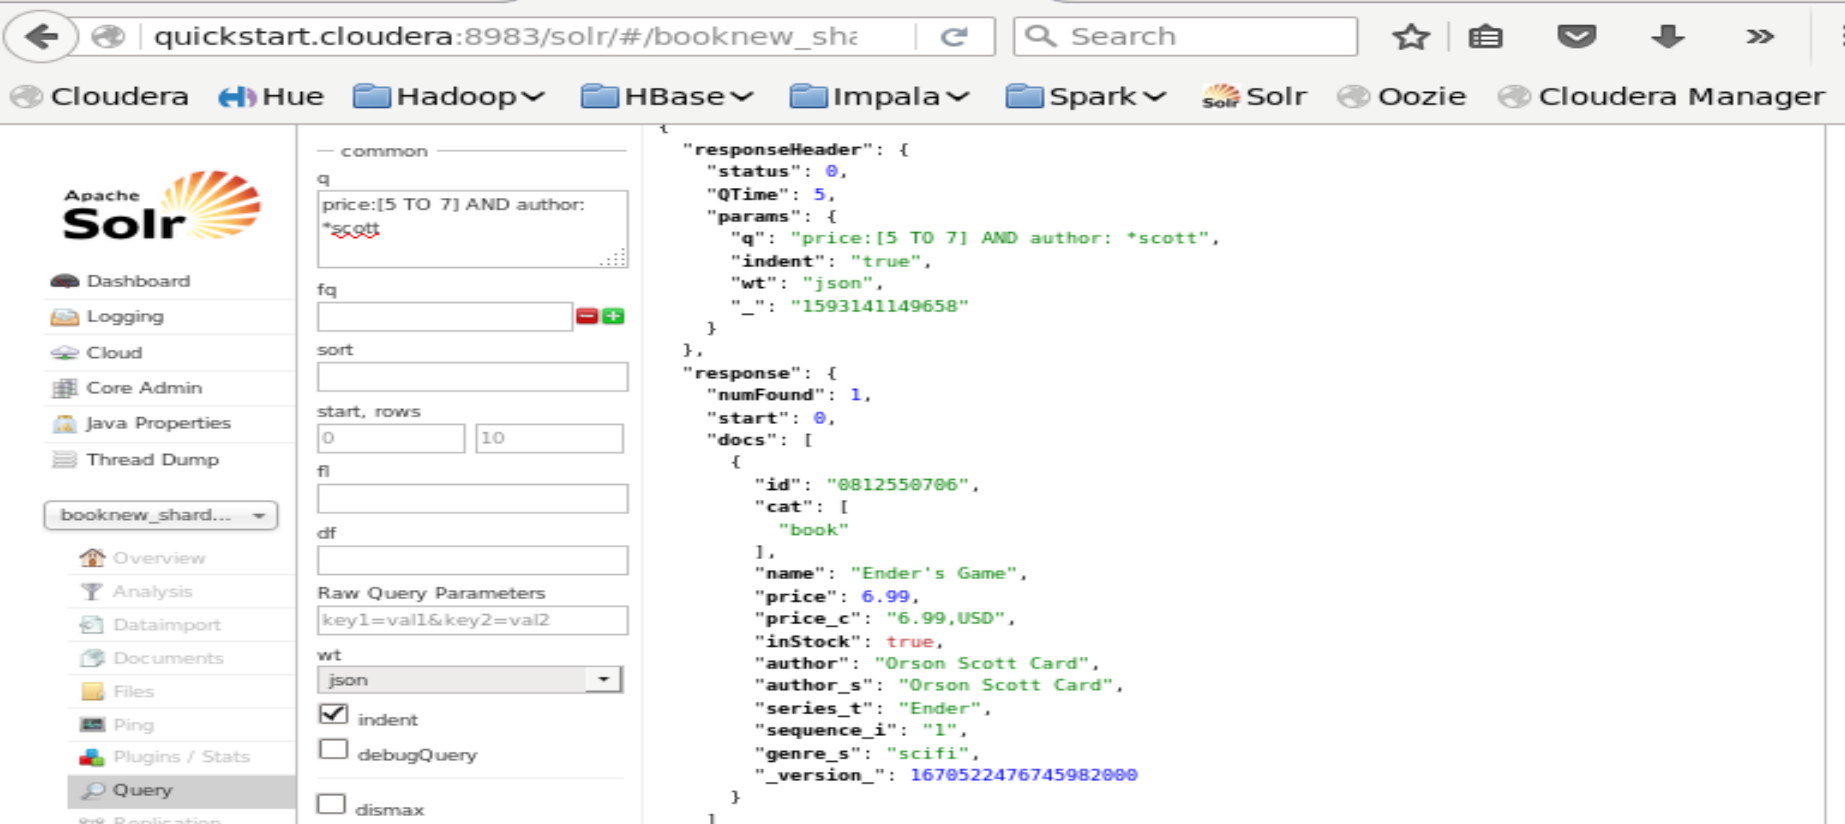 quickstart.cloudera:8983/solr/#/booknew_sha
Search
Cloudera
Hue
Hadoop
HBase
Impala
Spark
Solr
Solr
Oozie
Cloudera Manager
Apache
Solr
Dashboard
Logging
Cloud
Core Admin
Java Properties
Thread Dump
booknew_shard...
Overview
Analysis
Dataimport
Documents
Files
Ping
Plugins / Stats
Query
Replication
common
q
price:[5 TO 7] AND author:
*scott
fq
sort
start, rows
0
10
fl
df
Raw Query Parameters
key1=val1&key2=val2
wt
json
indent
debugQuery
dismax
{
"responseHeader": {
"status": 0,
"QTime": 5,
"params": {
"q": "price:[5 TO 7] AND author: *scott",
"indent": "true",
"wt": "json",
"_": "1593141149658"
}
},
"response": {
"numFound": 1,
"start": 0,
"docs": [
{
"id": "0812550706",
"cat": [
"book"
],
"name": "Ender's Game",
"price": 6.99,
"price_c": "6.99,USD",
"inStock": true,
"author": "Orson Scott Card",
"author_s": "Orson Scott Card",
"series_t": "Ender",
"sequence_i": "1",
"genre_s": "scifi",
"_version_": 1670522476745982000
}
]